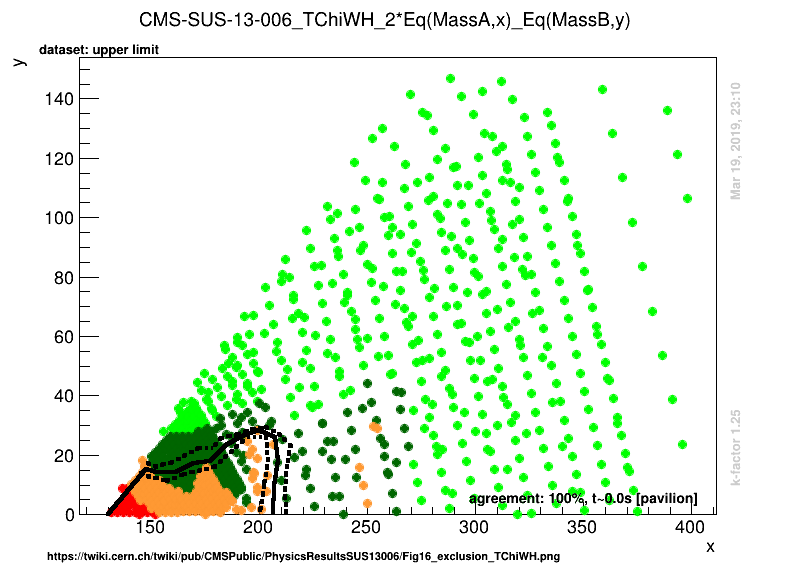 CMS-SUS-13-006_TChiWH_2*Eq(MassA,x)_Eq(MassB,y)
dataset: upper limit
y
140
120
100
80
60
40
20
0
150
200
250
300
350
400
x
agreement: 100%, t~0.0s [pavilion]
Mar 19, 2019, 23:10
k-factor 1.25
https://twiki.cern.ch/twiki/pub/CMSPublic/PhysicsResultsSUS13006/Fig16_exclusion_TChiWH.png